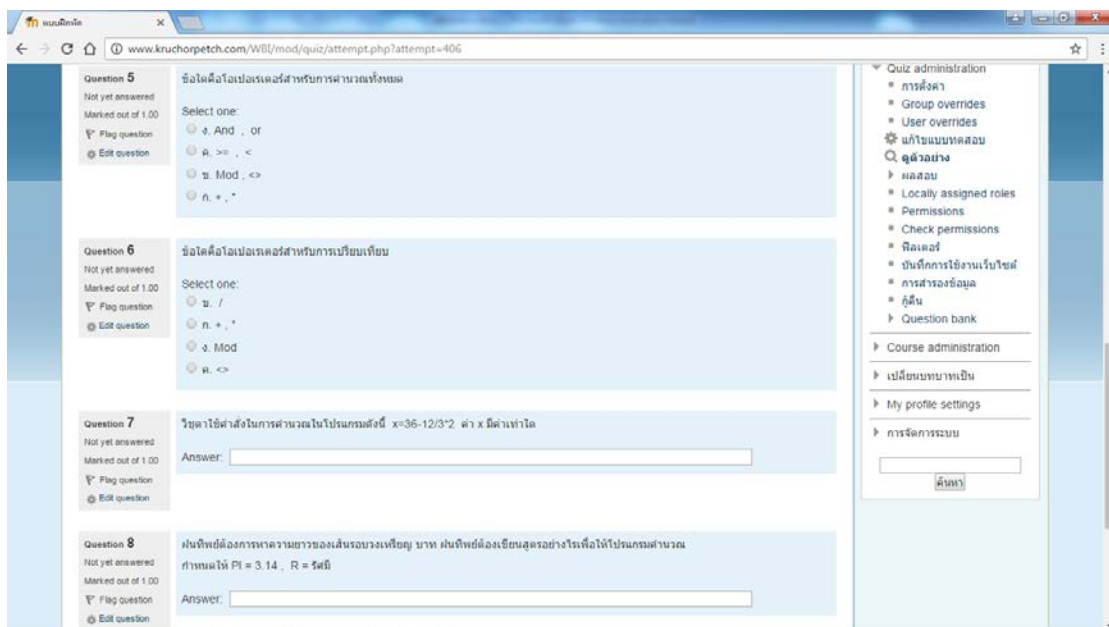 แบบฝึกหัด
www.kruchorpetch.com/WBI/mod/quiz/attempt.php?attempt=406
Question 5
Not yet answered
Marked out of 1.00
Flag question
Edit question
ข้อใดคือโอเปอเรเตอร์สำหรับการคำนวณทั้งหมด
Select one:
ง. And , or
ค. >= , <
ข. Mod , <>
ก. + , *
Question 6
Not yet answered
Marked out of 1.00
Flag question
Edit question
ข้อใดคือโอเปอเรเตอร์สำหรับการเปรียบเทียบ
Select one:
ข. /
ก. + , *
ง. Mod
ค. <>
Question 7
Not yet answered
Marked out of 1.00
Flag question
Edit question
วิชุดาใช้คำสั่งในการคำนวณในโปรแกรมดังนี้ x=36-12/3*2 ค่า x มีค่าเท่าใด
Answer:
Question 8
Not yet answered
Marked out of 1.00
Flag question
Edit question
ฝนทิพย์ต้องการหาความยาวของเส้นรอบวงเหรียญ บาท ฝนทิพย์ต้องเขียนสูตรอย่างไรเพื่อให้โปรแกรมคำนวณ
กำหนดให้ PI = 3.14 , R = รัศมี
Answer:
Quiz administration
การตั้งค่า
Group overrides
User overrides
แก้ไขแบบทดสอบ
ดูตัวอย่าง
ผลสอบ
Locally assigned roles
Permissions
Check permissions
ฟิลเตอร์
บันทึกการใช้งานเว็บไซต์
การสำรองข้อมูล
กู้คืน
Question bank
Course administration
เปลี่ยนบทบาทเป็น
My profile settings
การจัดการระบบ
ค้นหา